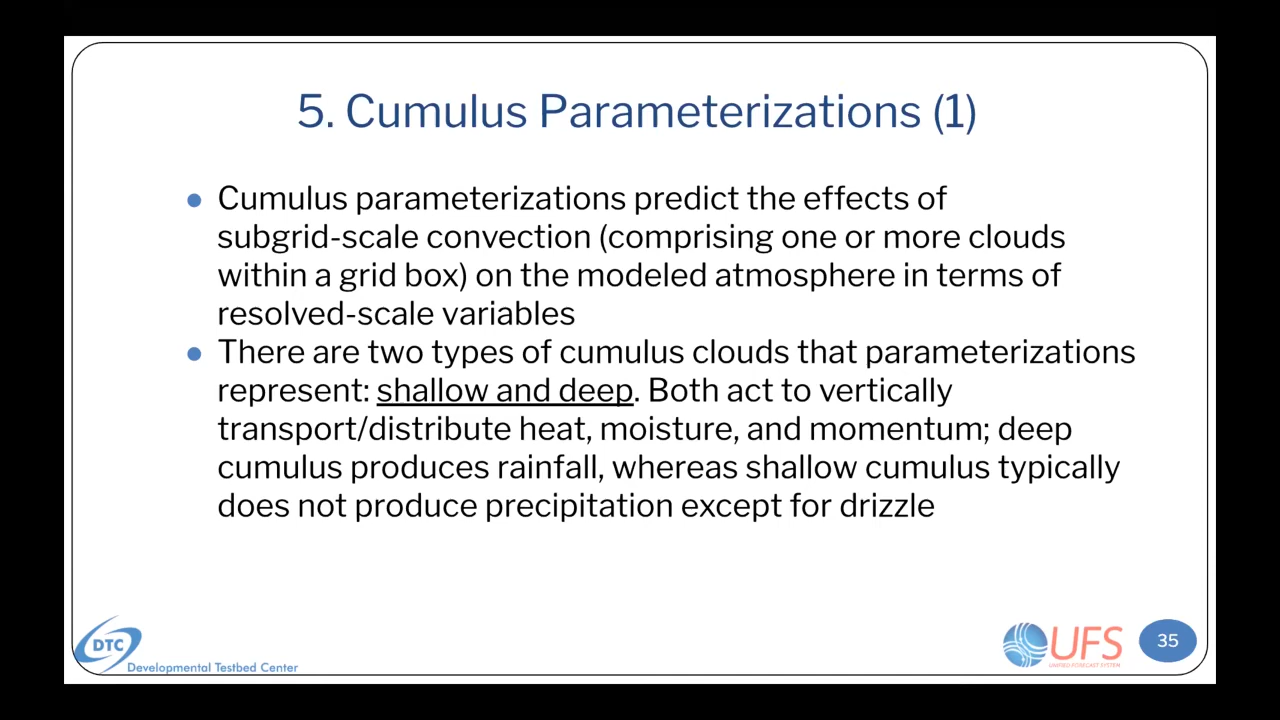 5. Cumulus Parameterizations (1)
● Cumulus parameterizations predict the effects of
subgrid-scale convection (comprising one or more clouds
within a grid box) on the modeled atmosphere in terms of
resolved-scale variables
● There are two types of cumulus clouds that parameterizations
represent: shallow and deep. Both act to vertically
transport/distribute heat, moisture, and momentum; deep
cumulus produces rainfall, whereas shallow cumulus typically
does not produce precipitation except for drizzle
DTC
Developmental Testbed Center
UFS
UNIFIED FORECAST SYSTEM
35